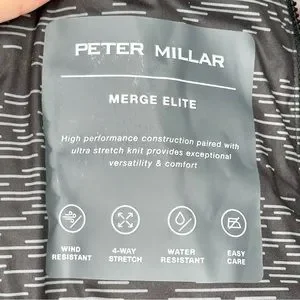 PETER MILLAR
MERGE ELITE
High performance construction paired with
ultra stretch knit provides exceptional
versatility & comfort
WIND
RESISTANT
4-WAY
STRETCH
WATER
RESISTANT
EASY
CARE